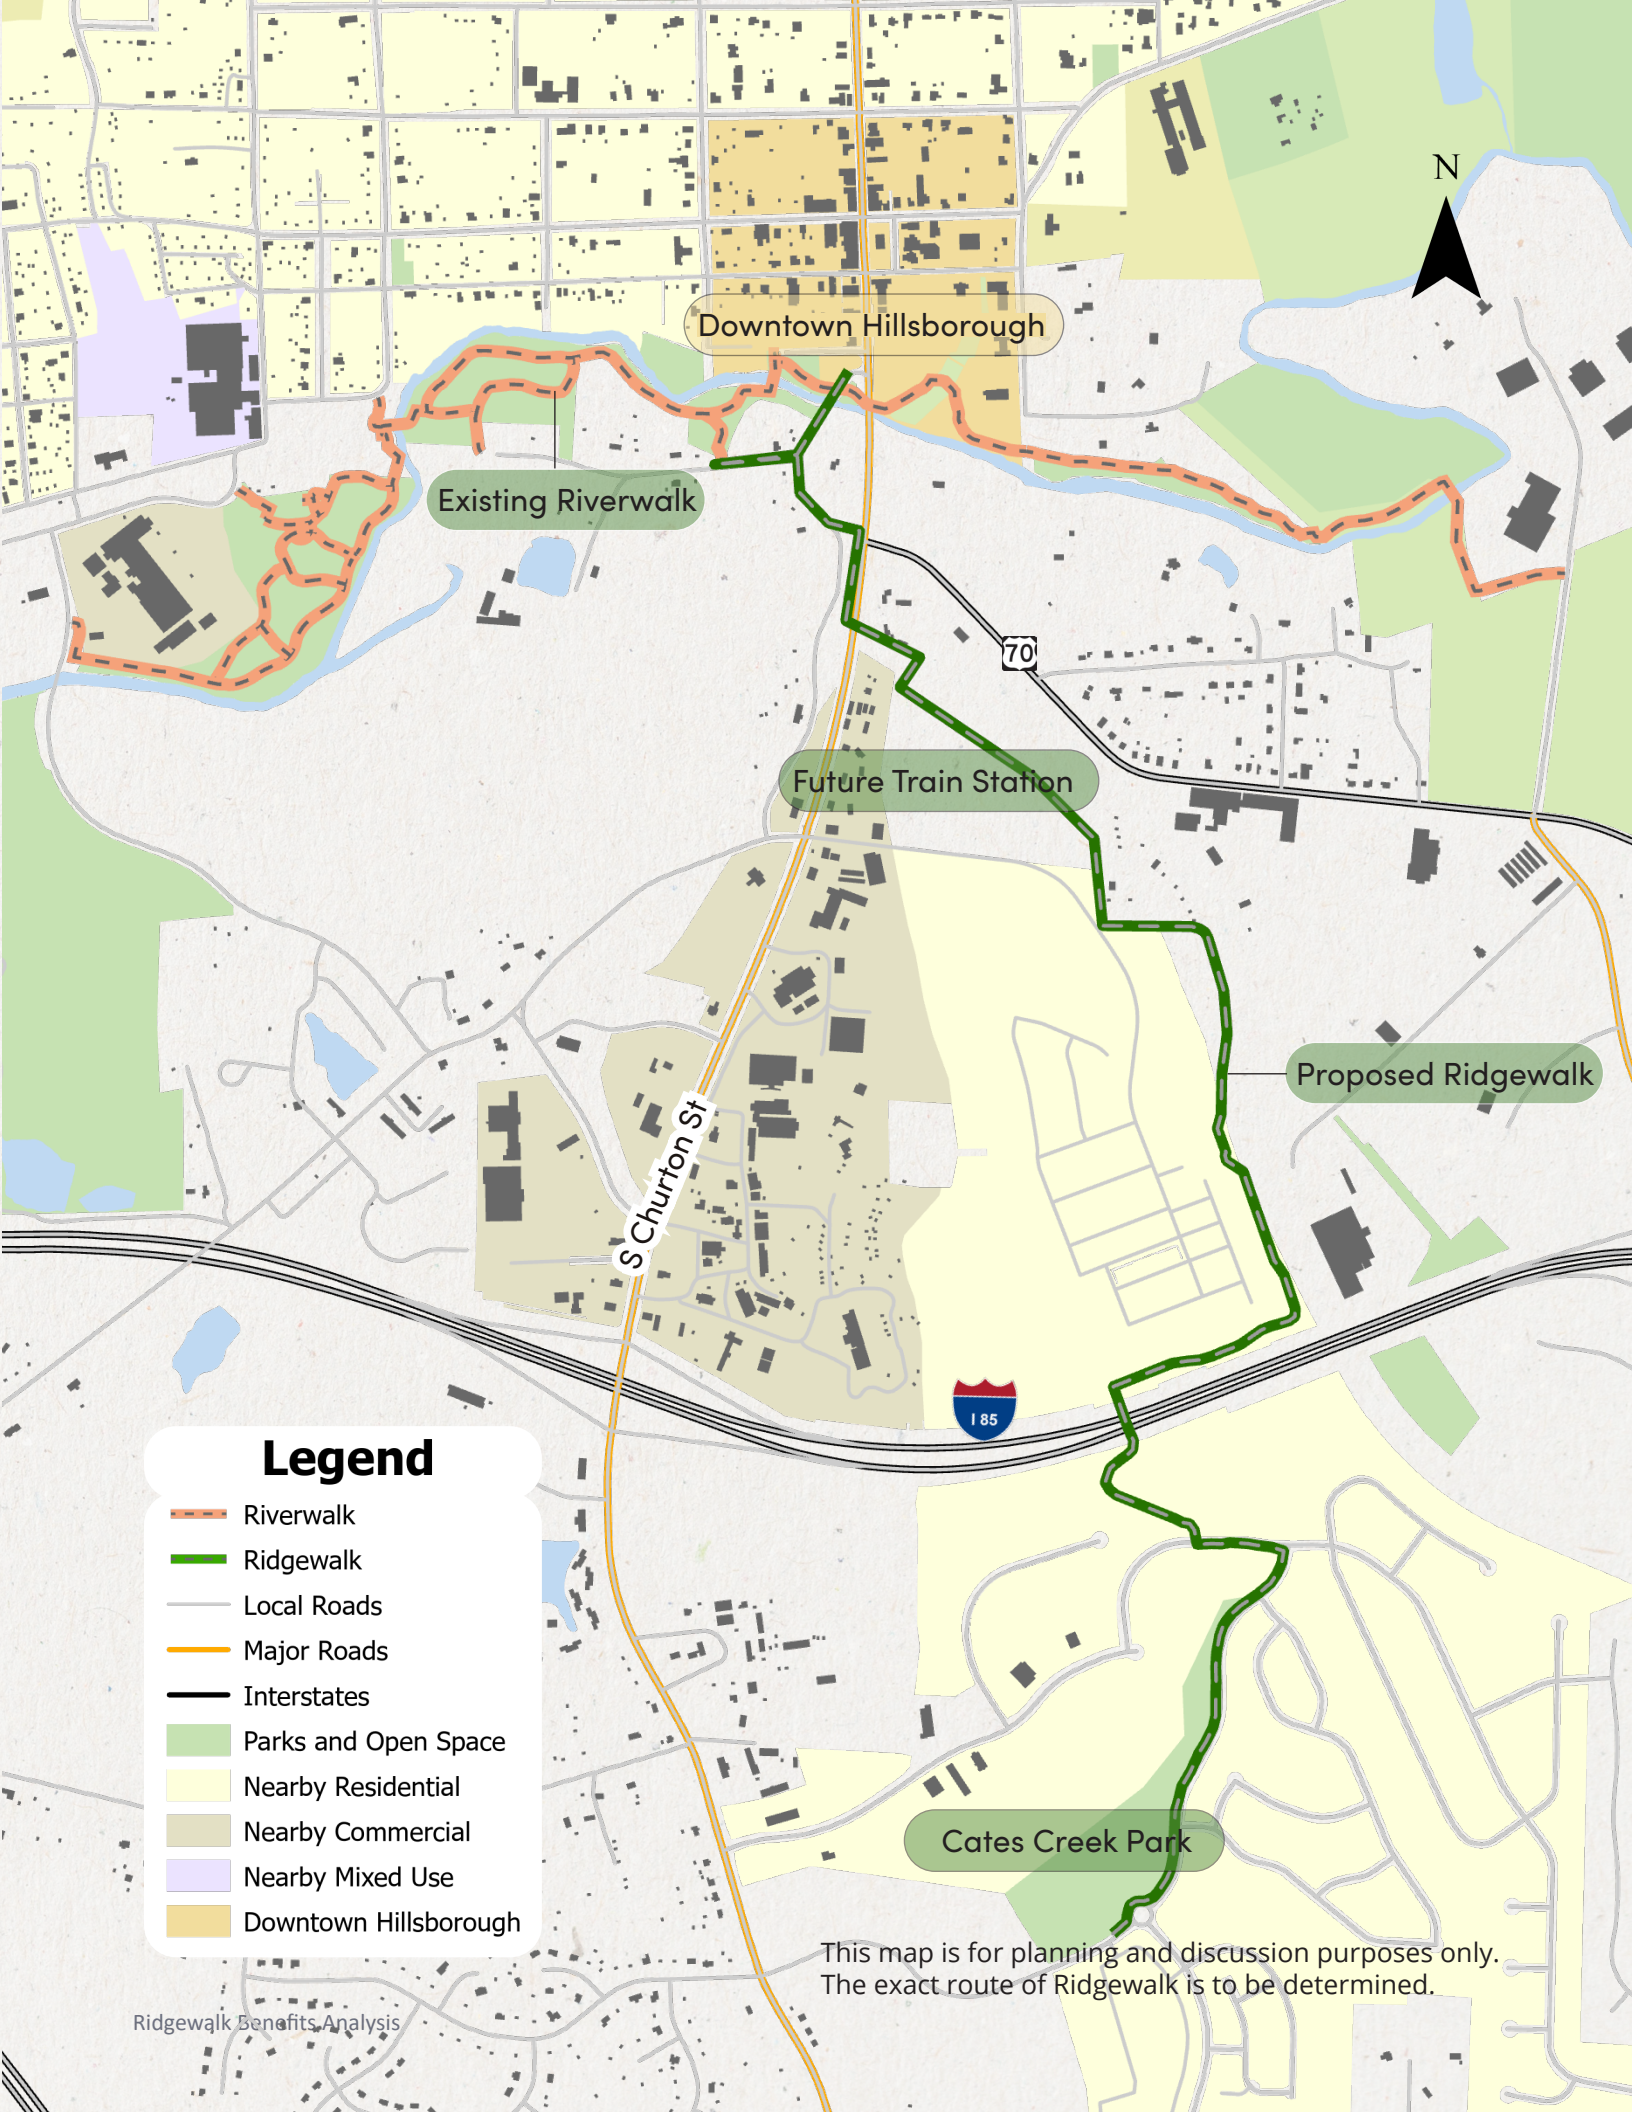 N
Downtown Hillsborough
Existing Riverwalk
70
Future Train Station
Proposed Ridgewalk
S Churton St
I 85
Legend
Riverwalk
Ridgewalk
Local Roads
Major Roads
Interstates
Parks and Open Space
Nearby Residential
Nearby Commercial
Nearby Mixed Use
Downtown Hillsborough
Cates Creek Park
This map is for planning and discussion purposes only.
The exact route of Ridgewalk is to be determined.
Ridgewalk Benefits Analysis